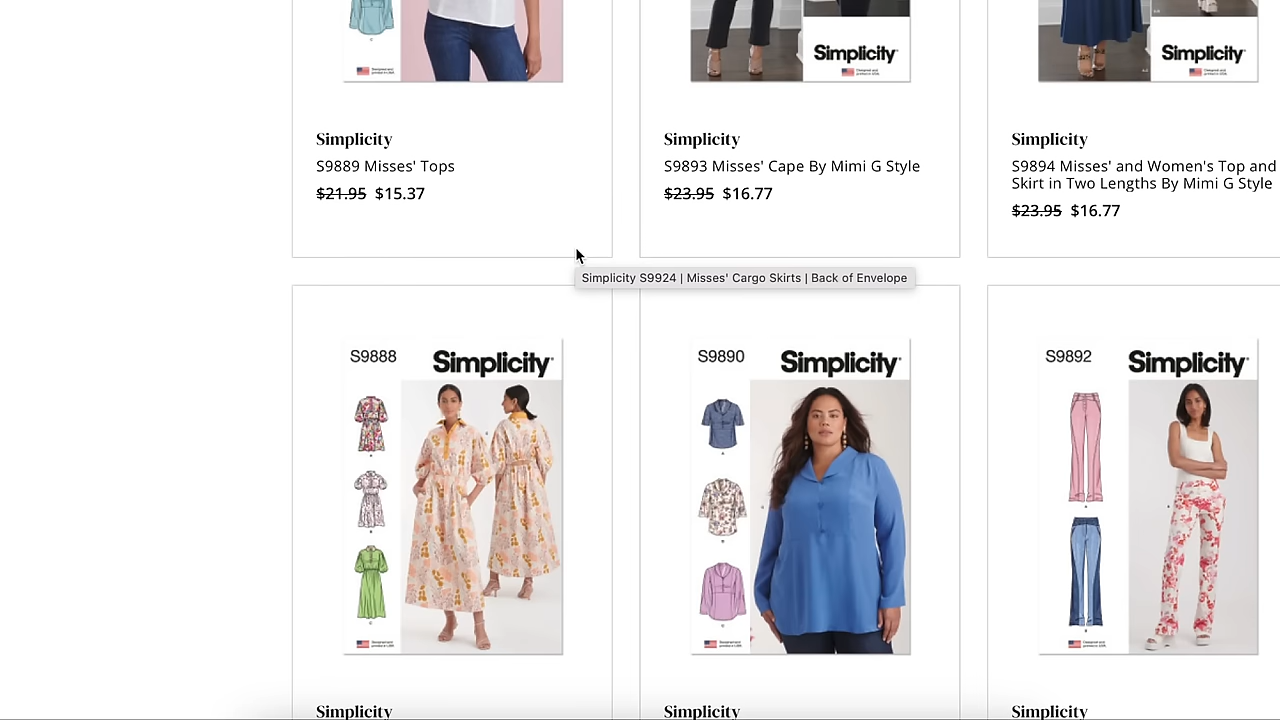 Simplicity
Simplicity
Simplicity
S9889 Misses' Tops
$21.95 $15.37
Simplicity
S9893 Misses' Cape By Mimi G Style
$23.95 $16.77
Simplicity
S9894 Misses' and Women's Top and
Skirt in Two Lengths By Mimi G Style
$23.95 $16.77
Simplicity S9924 | Misses' Cargo Skirts | Back of Envelope
S9888 Simplicity
S9890 Simplicity
S9892 Simplicity
Simplicity
Simplicity
Simplicity